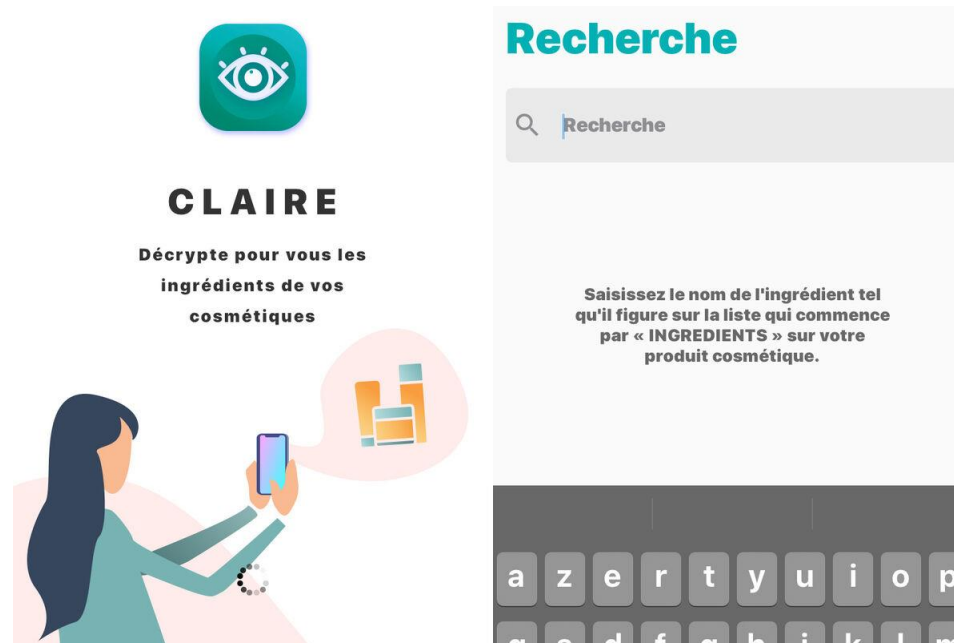 CLAIRE
Décrypte pour vous les
ingrédients de vos
cosmétiques
Recherche
Recherche
Saisissez le nom de l'ingrédient tel
qu'il figure sur la liste qui commence
par « INGREDIENTS » sur votre
produit cosmétique.
a z e r t y u i o p
q s d f g h j k l m